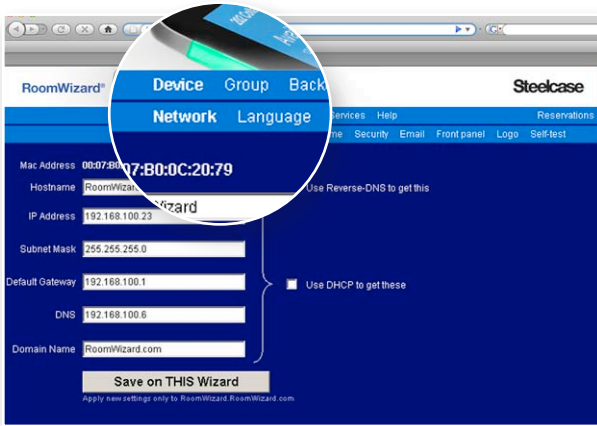 RoomWizard® Steelcase
Device Group Back
Services Help Reservations
Network Language
Security Email Front panel Logo Self-test
Mac Address 00:07:B0
07:B0:0C:20:79
Hostname RoomWizard
Use Reverse-DNS to get this
Wizard
IP Address 192.168.100.23
Subnet Mask 255.255.255.0
Default Gateway 192.168.100.1
Use DHCP to get these
DNS 192.168.100.6
Domain Name RoomWizard.com
Save on THIS Wizard
Apply new settings only to RoomWizard.RoomWizard.com